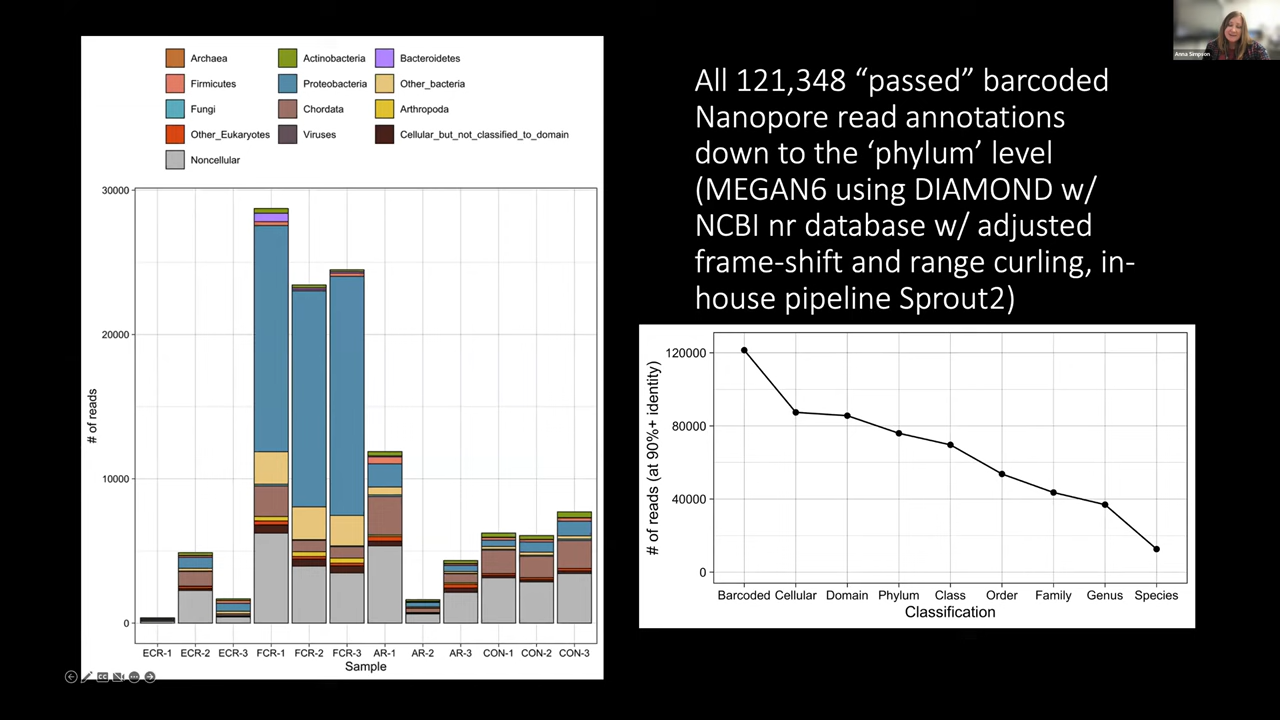 Archaea
Actinobacteria
Bacteroidetes
Firmicutes
Proteobacteria
Other_bacteria
Fungi
Chordata
Arthropoda
Other_Eukaryotes
Viruses
Cellular_but_not_classified_to_domain
Noncellular
30000
20000
10000
0
# of reads
ECR-1 ECR-2 ECR-3 FCR-1 FCR-2 FCR-3 AR-1 AR-2 AR-3 CON-1 CON-2 CON-3
Sample
Anna Simpson
All 121,348 “passed” barcoded
Nanopore read annotations
down to the ‘phylum’ level
(MEGAN6 using DIAMOND w/
NCBI nr database w/ adjusted
frame-shift and range curling, in-
house pipeline Sprout2)
120000
80000
40000
0
# of reads (at 90%+ identity)
Barcoded Cellular Domain Phylum Class Order Family Genus Species
Classification